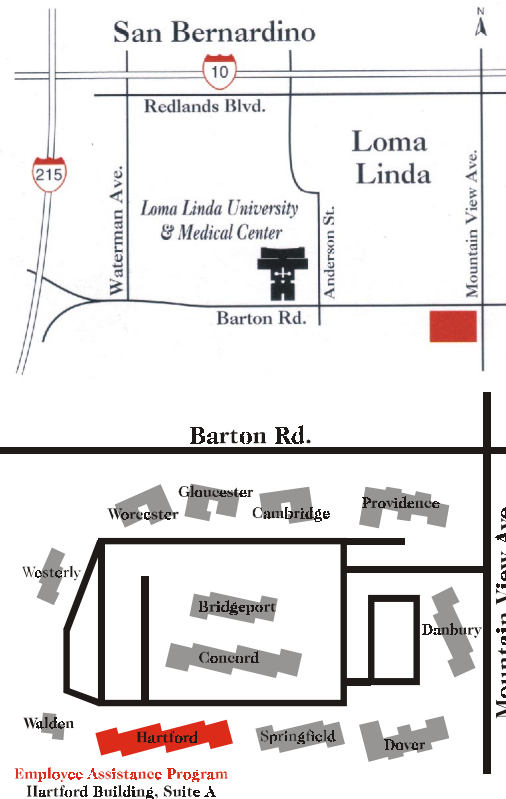 N
San Bernardino
10
Redlands Blvd.
Loma
Linda
215
Waterman Ave.
Loma Linda University
& Medical Center
Anderson St.
Mountain View Ave.
Barton Rd.
Barton Rd.
Gloucester
Worcester
Cambridge
Providence
Mountain View Ave
Westerly
Bridgeport
Danbury
Concord
Walden
Hartford
Springfield
Dover
Employee Assistance Program
Hartford Building, Suite A